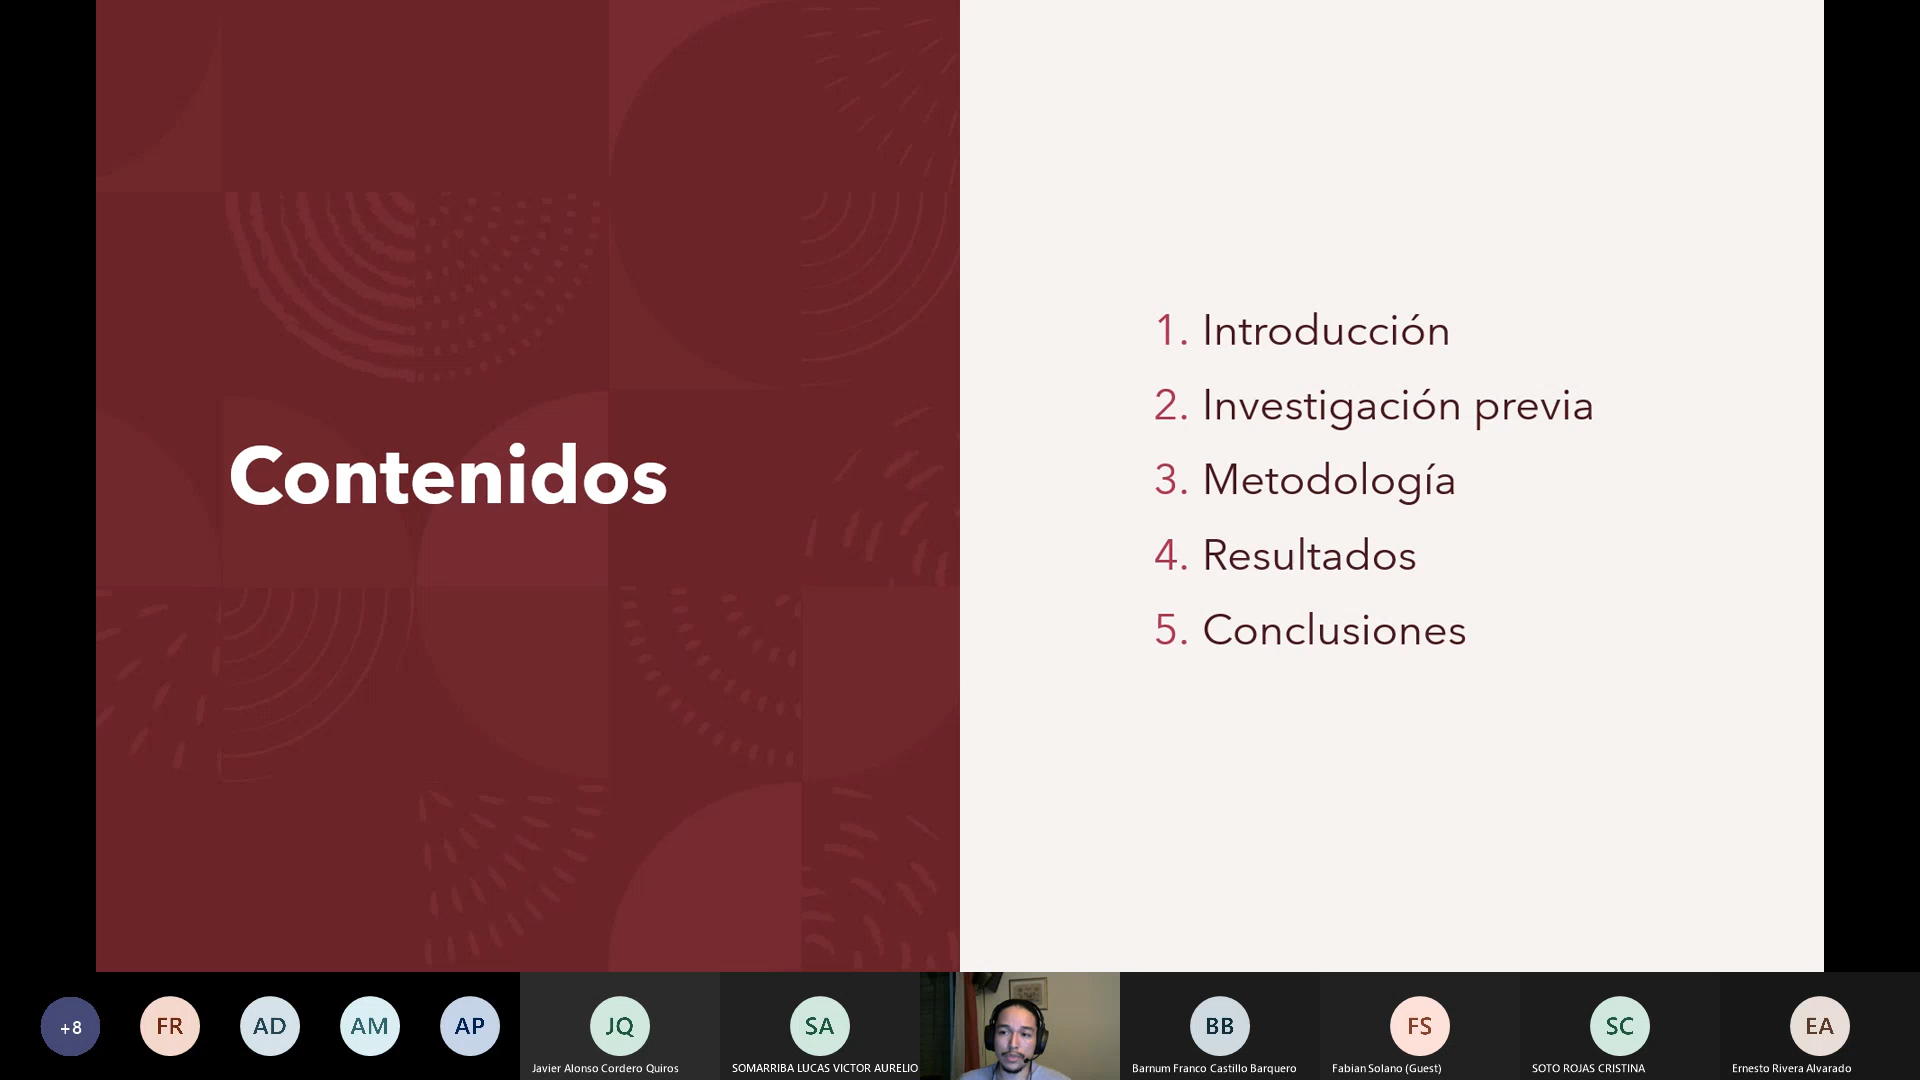 Contenidos
1. Introducción
2. Investigación previa
3. Metodología
4. Resultados
5. Conclusiones
+8
FR
AD
AM
AP
JQ
Javier Alonso Cordero Quiros
SA
SOMARRIBA LUCAS VICTOR AURELIO
BB
Barnum Franco Castillo Barquero
FS
Fabian Solano (Guest)
SC
SOTO ROJAS CRISTINA
EA
Ernesto Rivera Alvarado